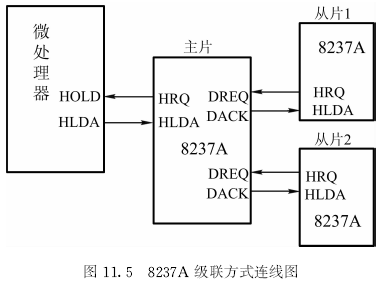 微处理器
HOLD
HLDA
主片
HRQ
HLDA
8237A
DREQ
DACK
DREQ
DACK
从片1
8237A
HRQ
HLDA
从片2
HRQ
HLDA
8237A
图 11.5 8237A 级联方式连线图